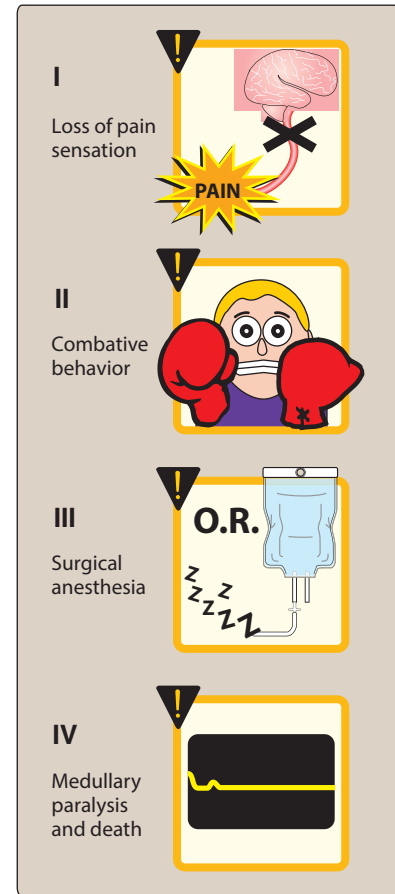 !
I
Loss of pain
sensation
PAIN
!
II
Combative
behavior
!
III
Surgical
anesthesia
O.R.
z
z
z
z
z
z
!
IV
Medullary
paralysis
and death